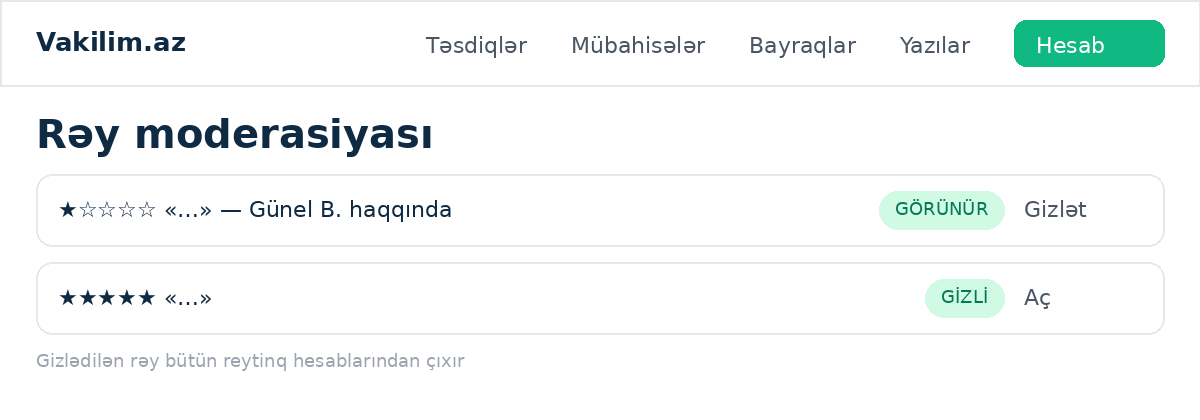 Vakilim.az Təsdiqlər Mübahisələr Bayraqlar Yazılar Hesab
Rəy moderasiyası
★☆☆☆☆ «...» — Günel B. haqqında GÖRÜNÜR Gizlət
★★★★★ «...» GİZLİ Aç
Gizlədilən rəy bütün reytinq hesablarından çıxır